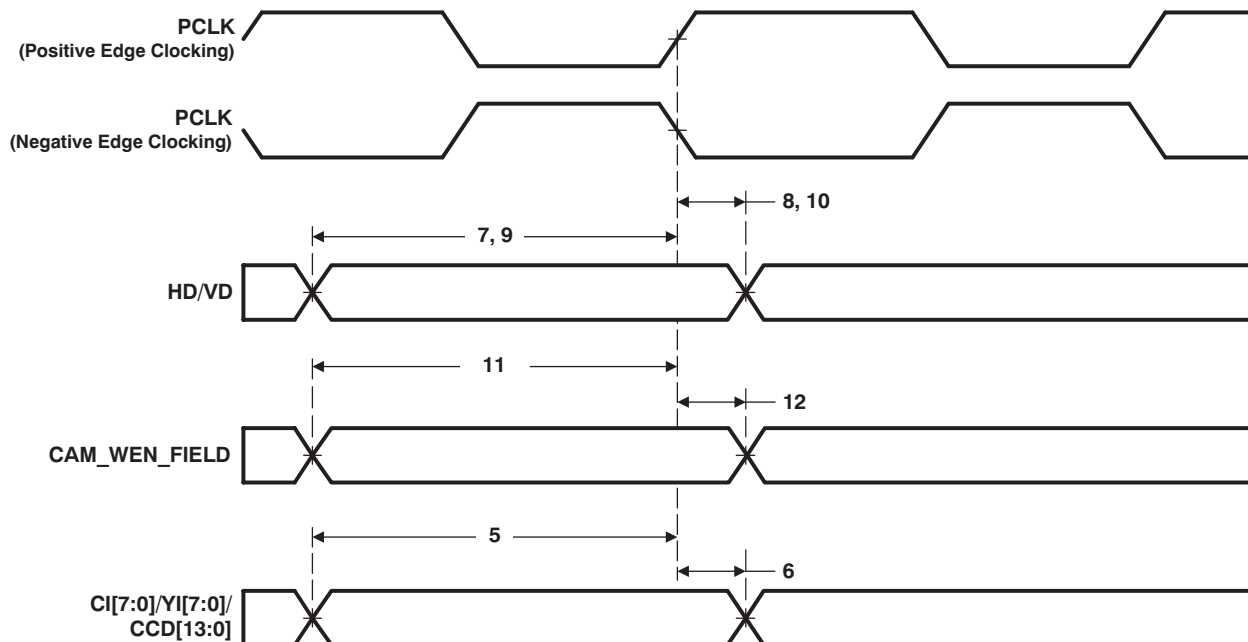 PCLK
(Positive Edge Clocking)
PCLK
(Negative Edge Clocking)
8, 10
7, 9
HD/VD
11
12
CAM_WEN_FIELD
5
6
CI[7:0]/YI[7:0]/
CCD[13:0]